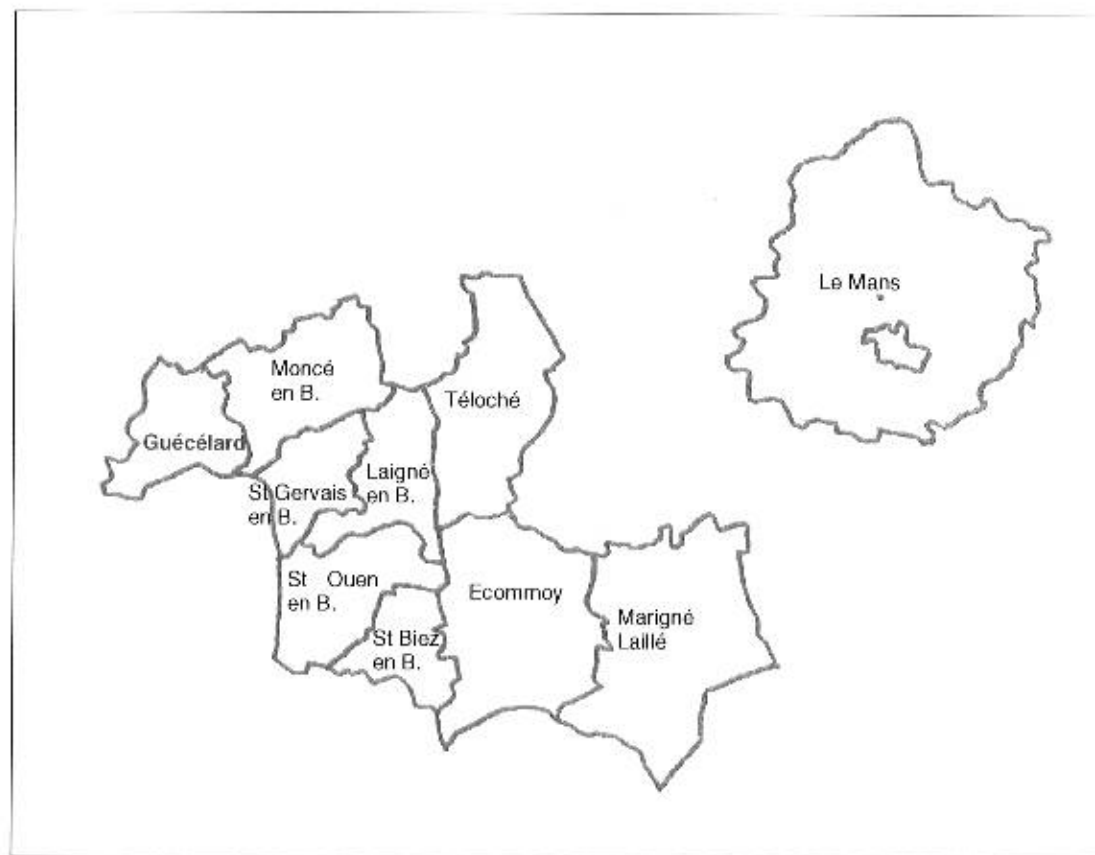 Le Mans
Moncé
en B.
Téloché
Guécélard
Laigné
en B.
St Gervais
en B.
St Ouen
en B.
Ecommoy
Marigné
Laillé
St Biez
en B.